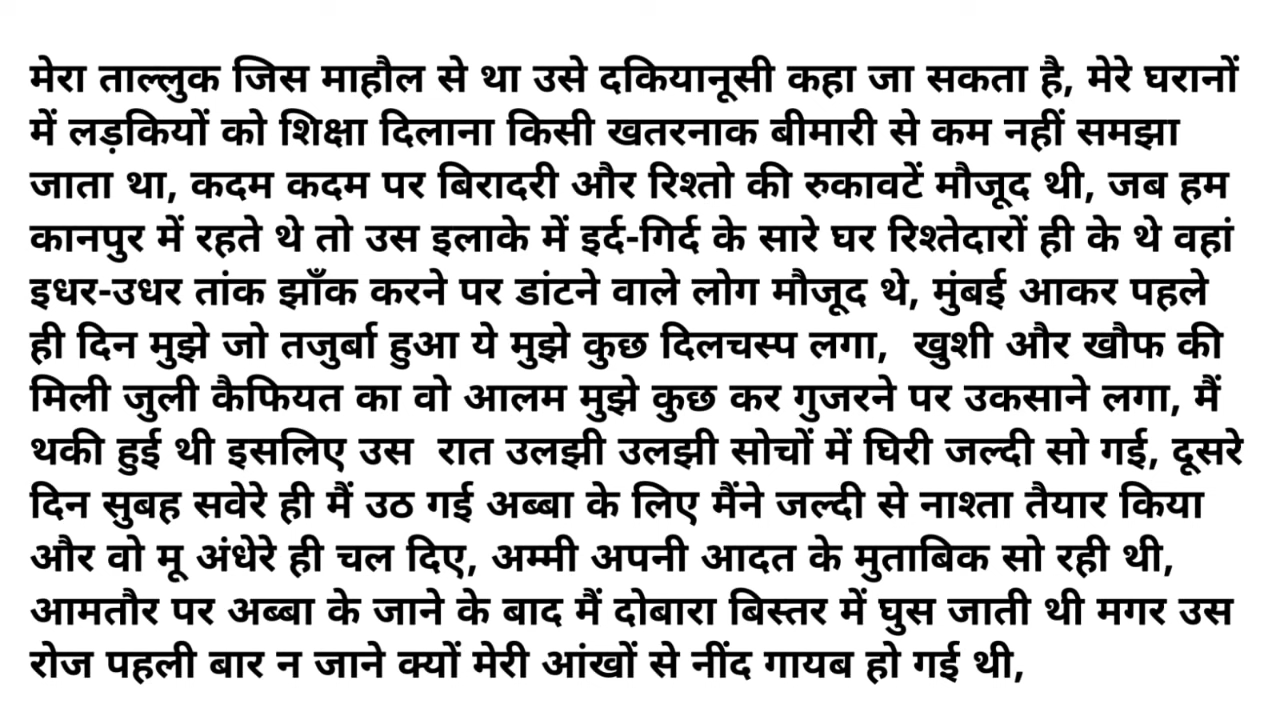 मेरा ताल्लुक जिस माहौल से था उसे दकियानूसी कहा जा सकता है, मेरे घरानों
में लड़कियों को शिक्षा दिलाना किसी खतरनाक बीमारी से कम नहीं समझा
जाता था, कदम कदम पर बिरादरी और रिश्तो की रुकावटें मौजूद थी, जब हम
कानपुर में रहते थे तो उस इलाके में इर्द-गिर्द के सारे घर रिश्तेदारों ही के थे वहां
इधर-उधर तांक झाँक करने पर डांटने वाले लोग मौजूद थे, मुंबई आकर पहले
ही दिन मुझे जो तजुर्बा हुआ ये मुझे कुछ दिलचस्प लगा,  खुशी और खौफ की
मिली जुली कैफियत का वो आलम मुझे कुछ कर गुजरने पर उकसाने लगा, मैं
थकी हुई थी इसलिए उस  रात उलझी उलझी सोचों में घिरी जल्दी सो गई, दूसरे
दिन सुबह सवेरे ही मैं उठ गई अब्बा के लिए मैंने जल्दी से नाश्ता तैयार किया
और वो मू अंधेरे ही चल दिए, अम्मी अपनी आदत के मुताबिक सो रही थी,
आमतौर पर अब्बा के जाने के बाद मैं दोबारा बिस्तर में घुस जाती थी मगर उस
रोज पहली बार न जाने क्यों मेरी आंखों से नींद गायब हो गई थी,